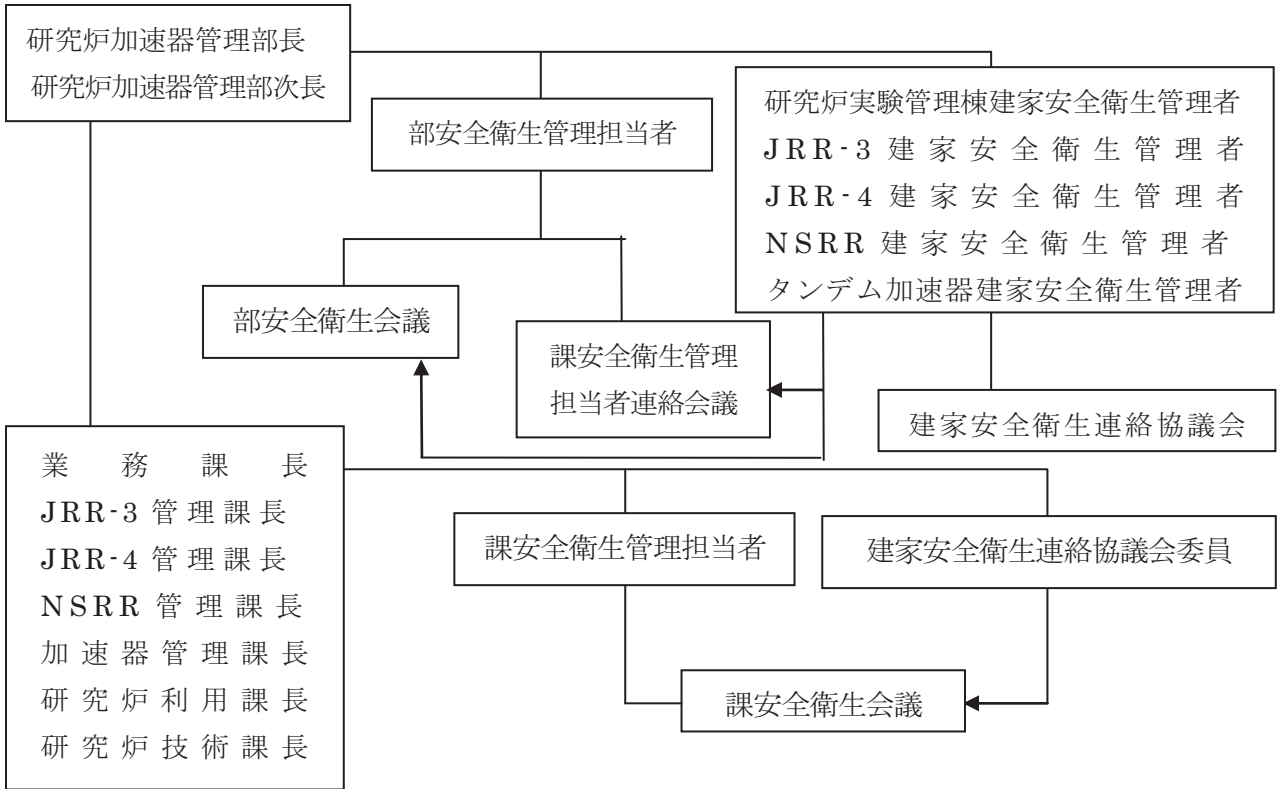 研究炉加速器管理部長
研究炉加速器管理部次長
部安全衛生管理担当者
研究炉実験管理棟建家安全衛生管理者
JRR-3 建家安全衛生管理者
JRR-4 建家安全衛生管理者
NSRR 建家安全衛生管理者
タンデム加速器建家安全衛生管理者
部安全衛生会議
課安全衛生管理
担当者連絡会議
建家安全衛生連絡協議会
業務課長
JRR-3 管理課長
JRR-4 管理課長
NSRR 管理課長
加速器管理課長
研究炉利用課長
研究炉技術課長
課安全衛生管理担当者
建家安全衛生連絡協議会委員
課安全衛生会議